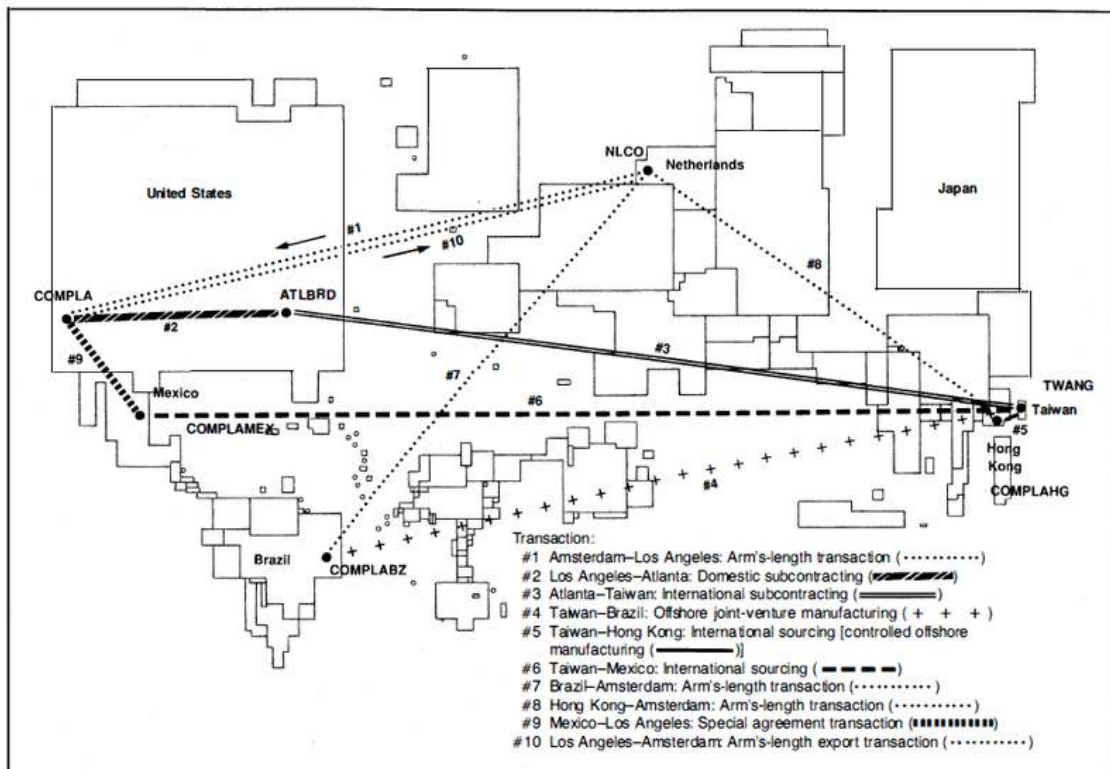 NLCO
Netherlands
United States
Japan
#1
#10
#8
COMPLA
ATLBRD
#2
#3
#9
#7
Mexico
TWANG
#6
Taiwan
COMPLAMEX
#5
Hong
Kong
#4
COMPLAHG
Transaction:
Brazil
COMPLABZ
#1 Amsterdam–Los Angeles: Arm's-length transaction (············)
#2 Los Angeles–Atlanta: Domestic subcontracting ( )
#3 Atlanta–Taiwan: International subcontracting ( )
#4 Taiwan–Brazil: Offshore joint-venture manufacturing ( + + + )
#5 Taiwan–Hong Kong: International sourcing [controlled offshore
manufacturing ( )]
#6 Taiwan–Mexico: International sourcing ( – – – – – )
#7 Brazil–Amsterdam: Arm's-length transaction (············)
#8 Hong Kong–Amsterdam: Arm's-length transaction (············)
#9 Mexico–Los Angeles: Special agreement transaction ( )
#10 Los Angeles–Amsterdam: Arm's-length export transaction (············)